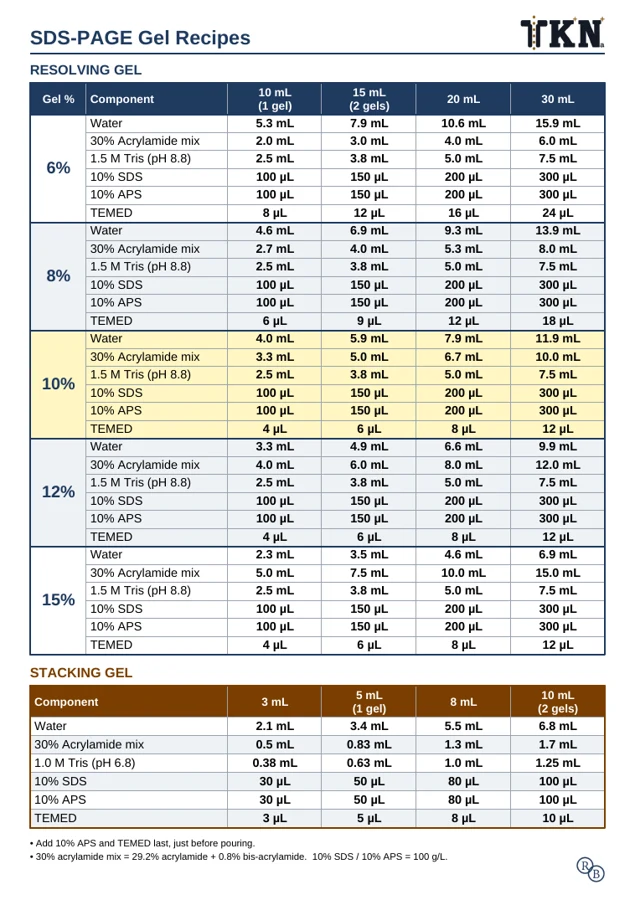 SDS-PAGE Gel Recipes
TKN
RESOLVING GEL
Gel % Component 10 mL (1 gel) 15 mL (2 gels) 20 mL 30 mL
6%
Water 5.3 mL 7.9 mL 10.6 mL 15.9 mL
30% Acrylamide mix 2.0 mL 3.0 mL 4.0 mL 6.0 mL
1.5 M Tris (pH 8.8) 2.5 mL 3.8 mL 5.0 mL 7.5 mL
10% SDS 100 µL 150 µL 200 µL 300 µL
10% APS 100 µL 150 µL 200 µL 300 µL
TEMED 8 µL 12 µL 16 µL 24 µL
8%
Water 4.6 mL 6.9 mL 9.3 mL 13.9 mL
30% Acrylamide mix 2.7 mL 4.0 mL 5.3 mL 8.0 mL
1.5 M Tris (pH 8.8) 2.5 mL 3.8 mL 5.0 mL 7.5 mL
10% SDS 100 µL 150 µL 200 µL 300 µL
10% APS 100 µL 150 µL 200 µL 300 µL
TEMED 6 µL 9 µL 12 µL 18 µL
10%
Water 4.0 mL 5.9 mL 7.9 mL 11.9 mL
30% Acrylamide mix 3.3 mL 5.0 mL 6.7 mL 10.0 mL
1.5 M Tris (pH 8.8) 2.5 mL 3.8 mL 5.0 mL 7.5 mL
10% SDS 100 µL 150 µL 200 µL 300 µL
10% APS 100 µL 150 µL 200 µL 300 µL
TEMED 4 µL 6 µL 8 µL 12 µL
12%
Water 3.3 mL 4.9 mL 6.6 mL 9.9 mL
30% Acrylamide mix 4.0 mL 6.0 mL 8.0 mL 12.0 mL
1.5 M Tris (pH 8.8) 2.5 mL 3.8 mL 5.0 mL 7.5 mL
10% SDS 100 µL 150 µL 200 µL 300 µL
10% APS 100 µL 150 µL 200 µL 300 µL
TEMED 4 µL 6 µL 8 µL 12 µL
15%
Water 2.3 mL 3.5 mL 4.6 mL 6.9 mL
30% Acrylamide mix 5.0 mL 7.5 mL 10.0 mL 15.0 mL
1.5 M Tris (pH 8.8) 2.5 mL 3.8 mL 5.0 mL 7.5 mL
10% SDS 100 µL 150 µL 200 µL 300 µL
10% APS 100 µL 150 µL 200 µL 300 µL
TEMED 4 µL 6 µL 8 µL 12 µL
STACKING GEL
Component 3 mL 5 mL (1 gel) 8 mL 10 mL (2 gels)
Water 2.1 mL 3.4 mL 5.5 mL 6.8 mL
30% Acrylamide mix 0.5 mL 0.83 mL 1.3 mL 1.7 mL
1.0 M Tris (pH 6.8) 0.38 mL 0.63 mL 1.0 mL 1.25 mL
10% SDS 30 µL 50 µL 80 µL 100 µL
10% APS 30 µL 50 µL 80 µL 100 µL
TEMED 3 µL 5 µL 8 µL 10 µL
• Add 10% APS and TEMED last, just before pouring.
• 30% acrylamide mix = 29.2% acrylamide + 0.8% bis-acrylamide. 10% SDS / 10% APS = 100 g/L.
R
B